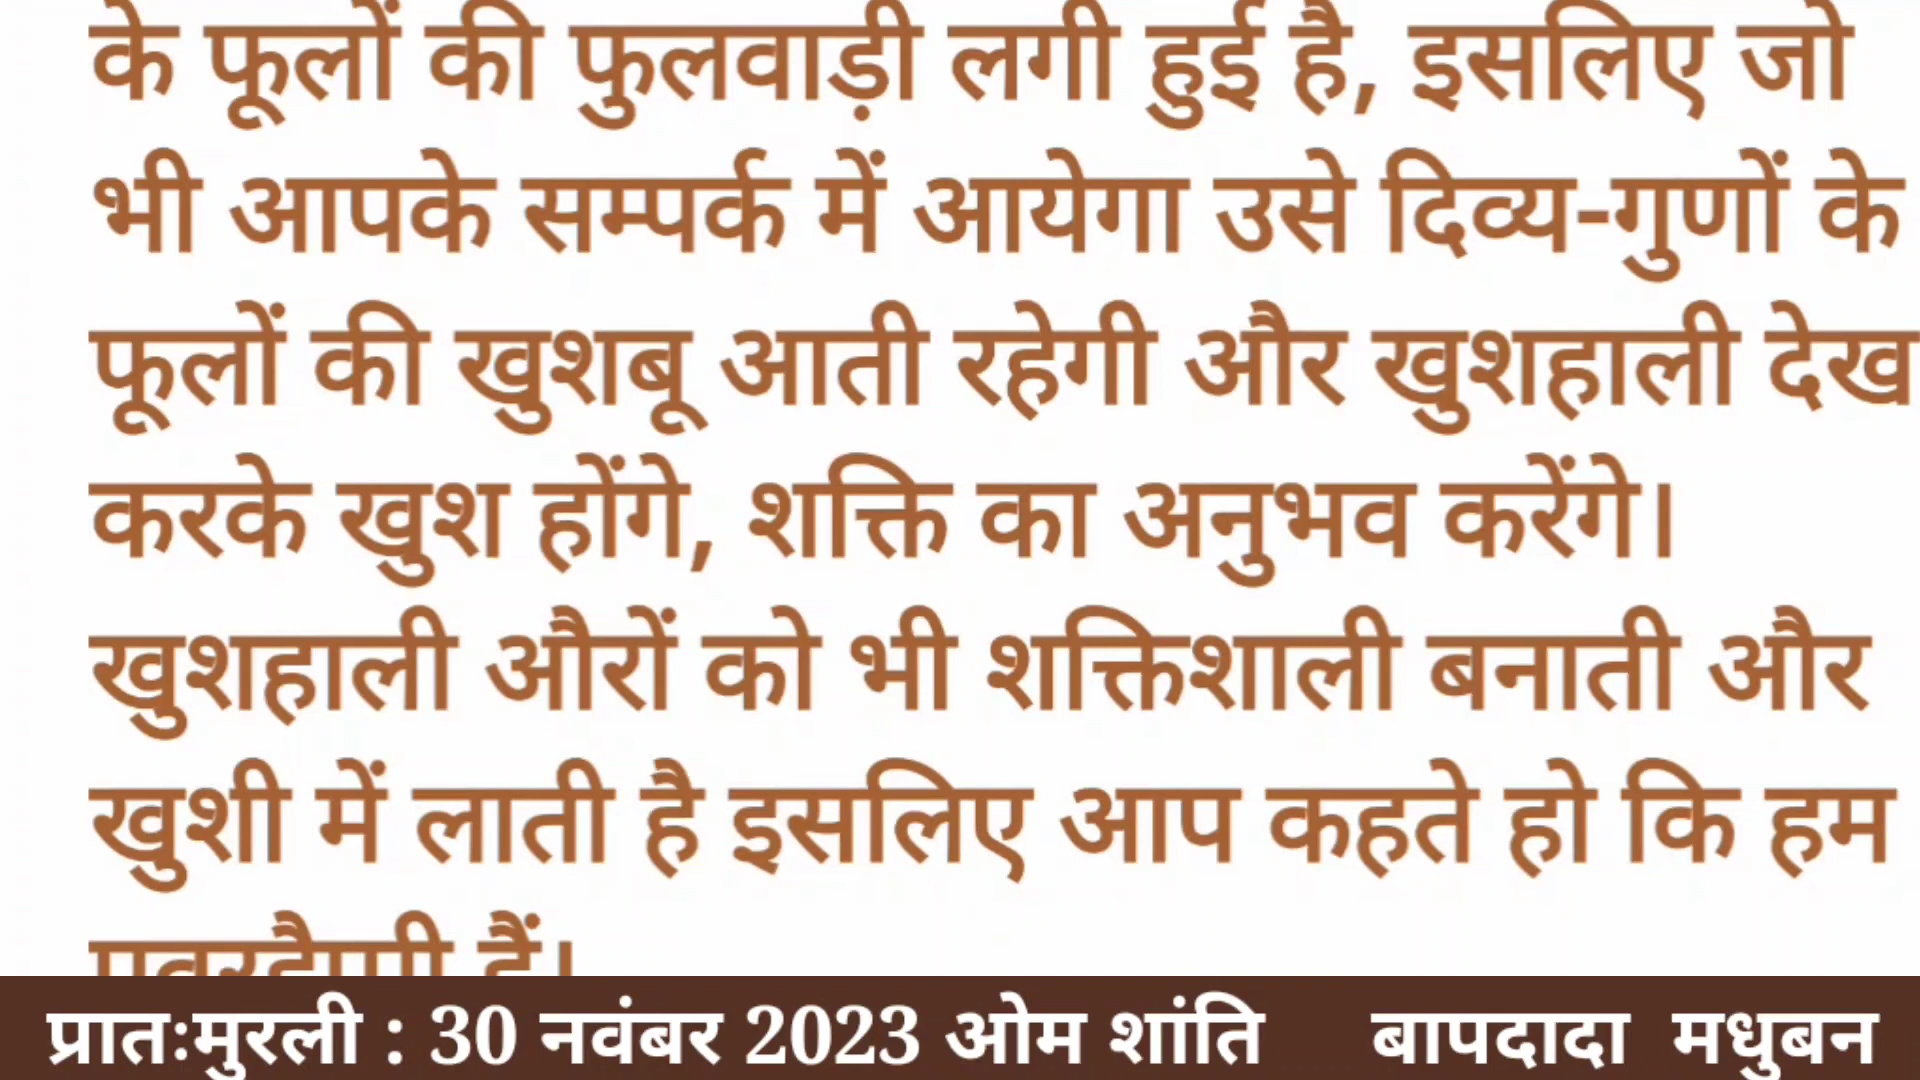 के फूलों की फुलवाड़ी लगी हुई है, इसलिए जो
भी आपके सम्पर्क में आयेगा उसे दिव्य-गुणों के
फूलों की खुशबू आती रहेगी और खुशहाली देख
करके खुश होंगे, शक्ति का अनुभव करेंगे।
खुशहाली औरों को भी शक्तिशाली बनाती और
खुशी में लाती है इसलिए आप कहते हो कि हम
हैं।
प्रातःमुरली : 30 नवंबर 2023 ओम शांति बापदादा मधुबन